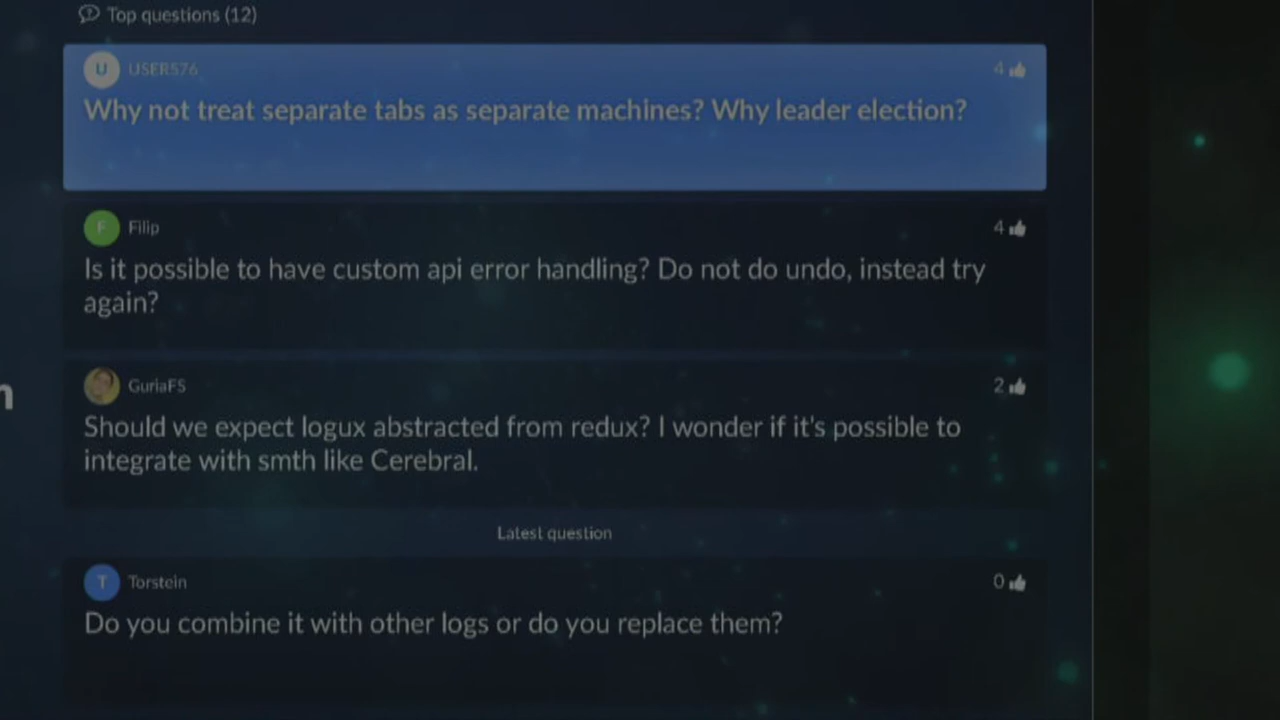 Top questions (12)
USER576
4
Why not treat separate tabs as separate machines? Why leader election?
Filip
4
Is it possible to have custom api error handling? Do not do undo, instead try
again?
GuriaFS
2
Should we expect logux abstracted from redux? I wonder if it's possible to
integrate with smth like Cerebral.
Latest question
Torstein
0
Do you combine it with other logs or do you replace them?